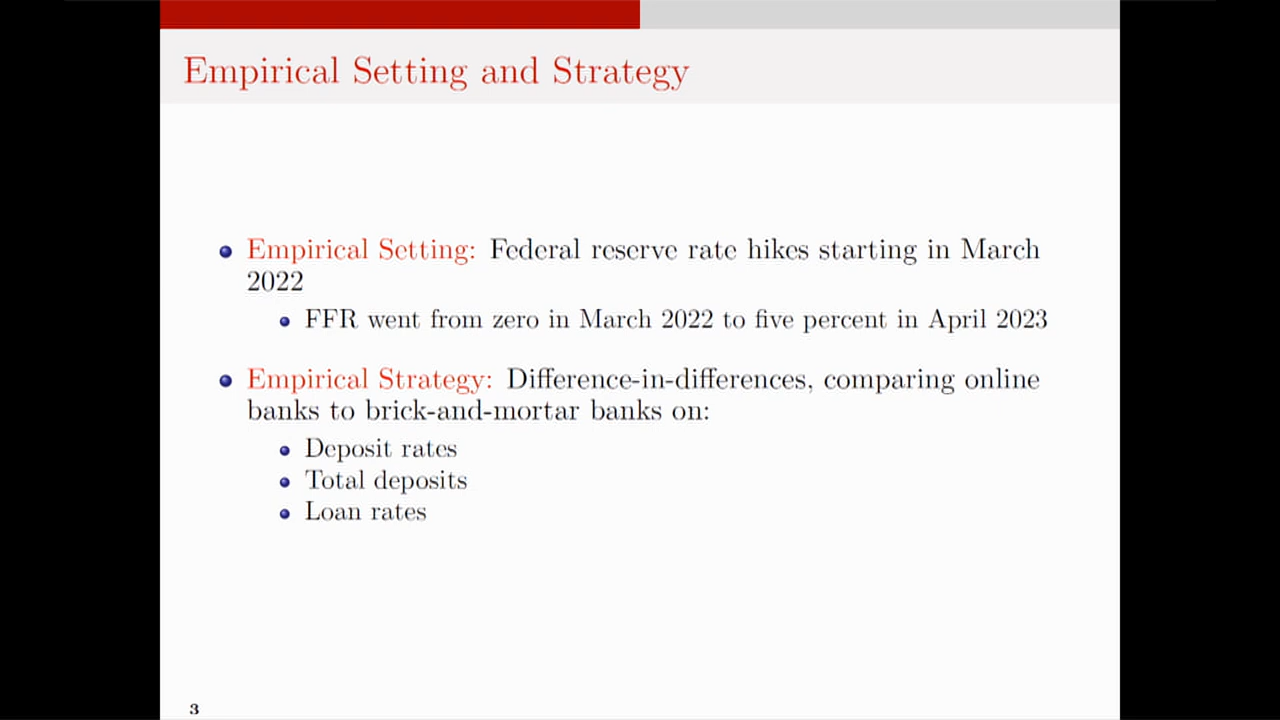 Empirical Setting and Strategy
Empirical Setting: Federal reserve rate hikes starting in March
2022
FFR went from zero in March 2022 to five percent in April 2023
Empirical Strategy: Difference-in-differences, comparing online
banks to brick-and-mortar banks on:
Deposit rates
Total deposits
Loan rates
3